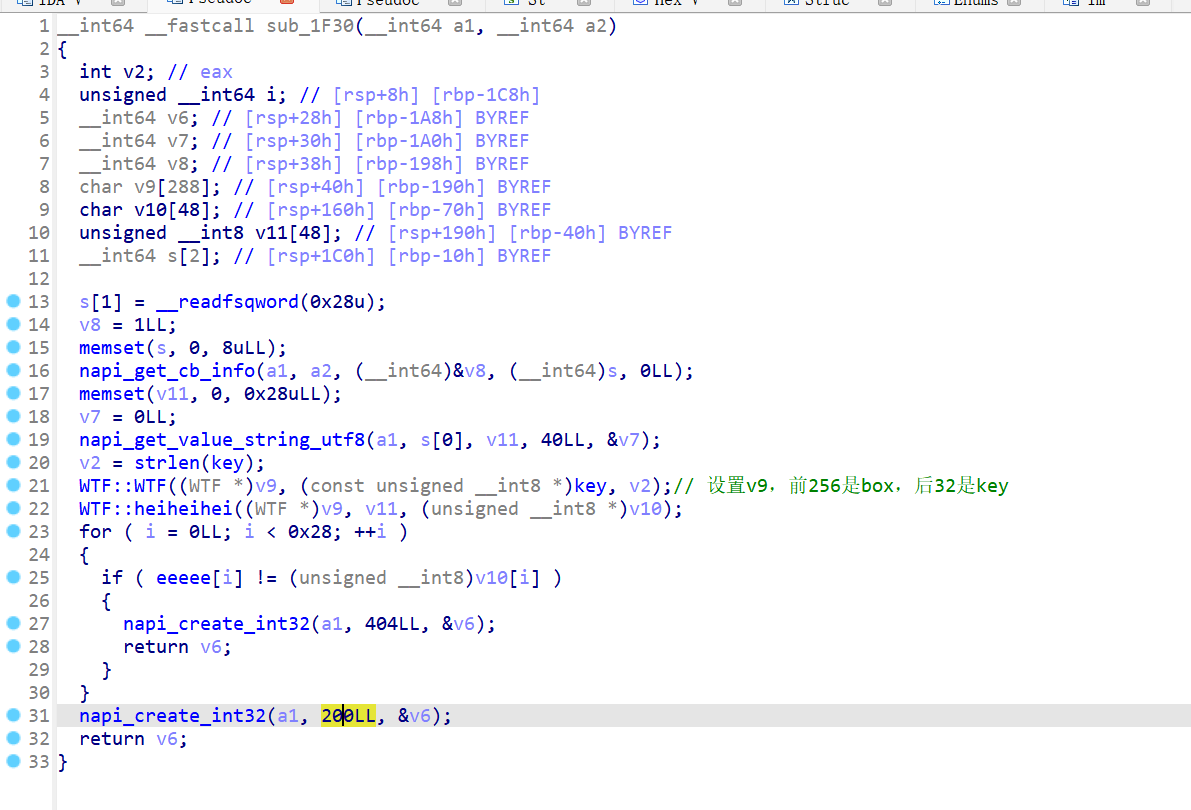 IDA V Pseudoc Pseudoc St Hex V Struc Enums Im
1 __int64 __fastcall sub_1F30(__int64 a1, __int64 a2)
2 {
3 int v2; // eax
4 unsigned __int64 i; // [rsp+8h] [rbp-1C8h]
5 __int64 v6; // [rsp+28h] [rbp-1A8h] BYREF
6 __int64 v7; // [rsp+30h] [rbp-1A0h] BYREF
7 __int64 v8; // [rsp+38h] [rbp-198h] BYREF
8 char v9[288]; // [rsp+40h] [rbp-190h] BYREF
9 char v10[48]; // [rsp+160h] [rbp-70h] BYREF
10 unsigned __int8 v11[48]; // [rsp+190h] [rbp-40h] BYREF
11 __int64 s[2]; // [rsp+1C0h] [rbp-10h] BYREF
12
13 s[1] = __readfsqword(0x28u);
14 v8 = 1LL;
15 memset(s, 0, 8uLL);
16 napi_get_cb_info(a1, a2, (__int64)&v8, (__int64)s, 0LL);
17 memset(v11, 0, 0x28uLL);
18 v7 = 0LL;
19 napi_get_value_string_utf8(a1, s[0], v11, 40LL, &v7);
20 v2 = strlen(key);
21 WTF::WTF((WTF *)v9, (const unsigned __int8 *)key, v2);// 设置v9，前256是box，后32是key
22 WTF::heiheihei((WTF *)v9, v11, (unsigned __int8 *)v10);
23 for ( i = 0LL; i < 0x28; ++i )
24 {
25 if ( eeeee[i] != (unsigned __int8)v10[i] )
26 {
27 napi_create_int32(a1, 404LL, &v6);
28 return v6;
29 }
30 }
31 napi_create_int32(a1, 200LL, &v6);
32 return v6;
33 }